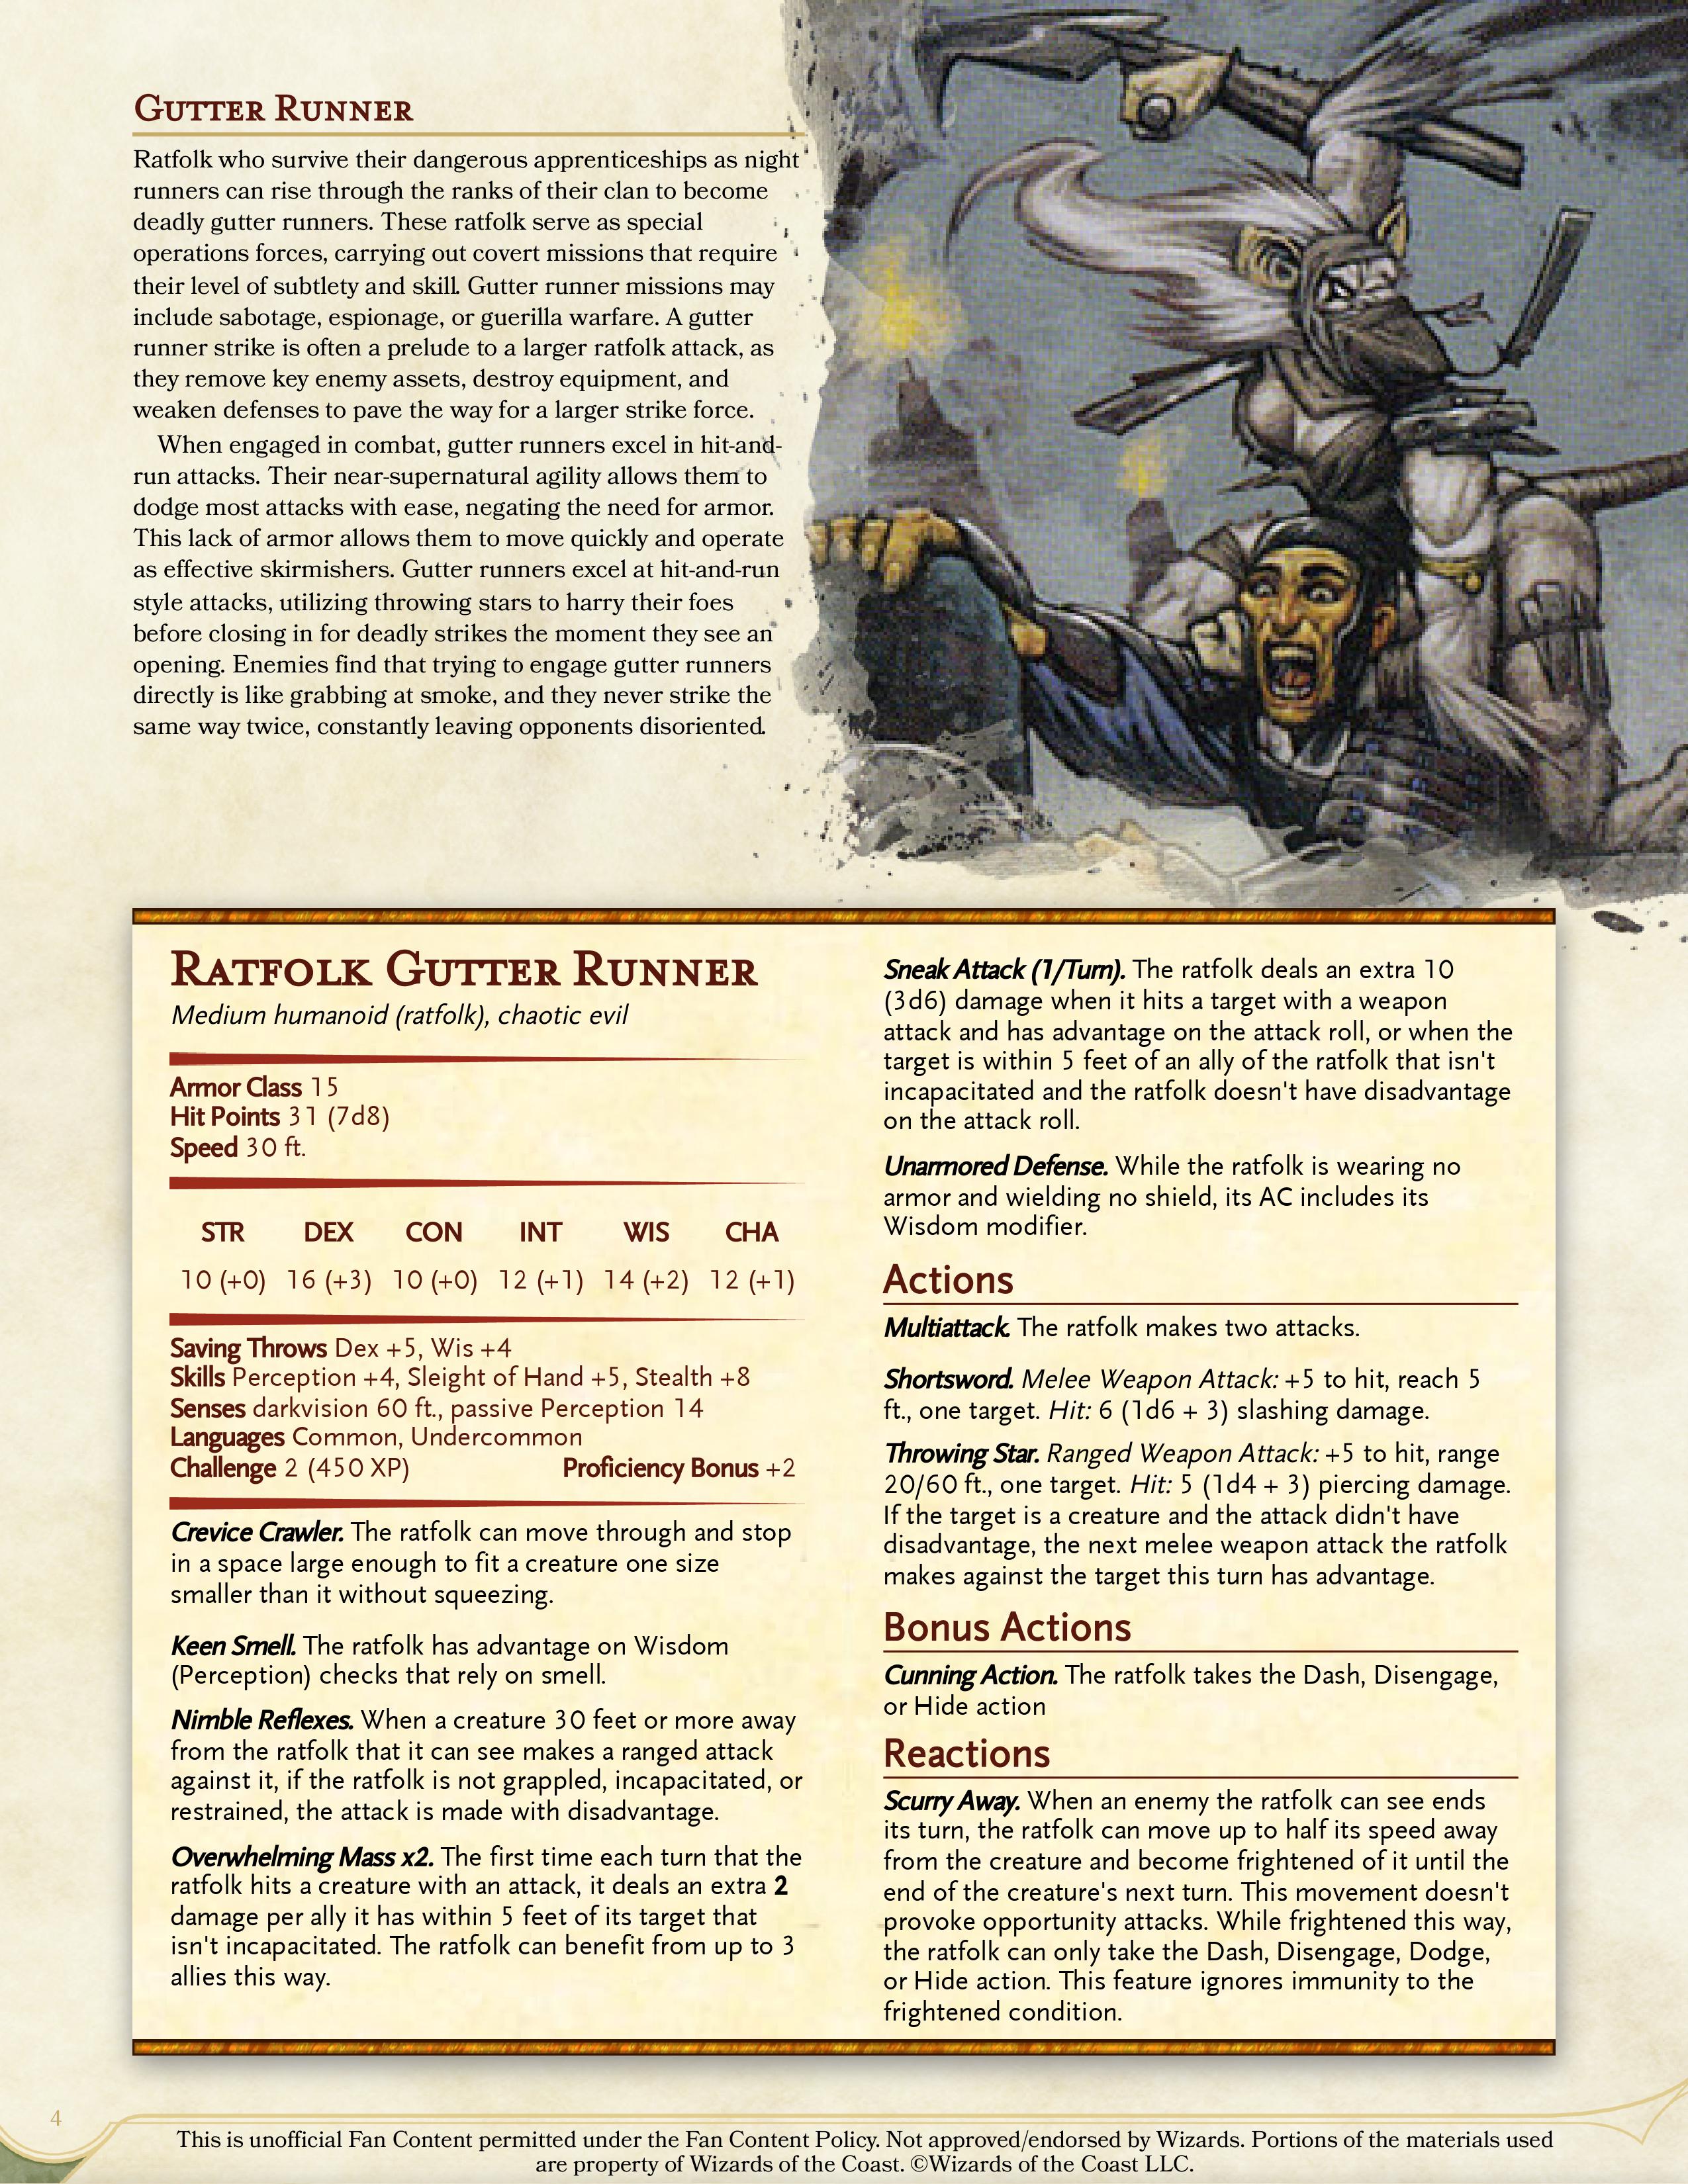 Gutter Runner
Ratfolk who survive their dangerous apprenticeships as night
runners can rise through the ranks of their clan to become
deadly gutter runners. These ratfolk serve as special
operations forces, carrying out covert missions that require
their level of subtlety and skill. Gutter runner missions may
include sabotage, espionage, or guerilla warfare. A gutter
runner strike is often a prelude to a larger ratfolk attack, as
they remove key enemy assets, destroy equipment, and
weaken defenses to pave the way for a larger strike force.
When engaged in combat, gutter runners excel in hit-and-
run attacks. Their near-supernatural agility allows them to
dodge most attacks with ease, negating the need for armor.
This lack of armor allows them to move quickly and operate
as effective skirmishers. Gutter runners excel at hit-and-run
style attacks, utilizing throwing stars to harry their foes
before closing in for deadly strikes the moment they see an
opening. Enemies find that trying to engage gutter runners
directly is like grabbing at smoke, and they never strike the
same way twice, constantly leaving opponents disoriented.
Ratfolk Gutter Runner
Medium humanoid (ratfolk), chaotic evil
Armor Class 15
Hit Points 31 (7d8)
Speed 30 ft.
STR DEX CON INT WIS CHA
10 (+0) 16 (+3) 10 (+0) 12 (+1) 14 (+2) 12 (+1)
Saving Throws Dex +5, Wis +4
Skills Perception +4, Sleight of Hand +5, Stealth +8
Senses darkvision 60 ft., passive Perception 14
Languages Common, Undercommon
Challenge 2 (450 XP) Proficiency Bonus +2
Crevice Crawler. The ratfolk can move through and stop
in a space large enough to fit a creature one size
smaller than it without squeezing.
Keen Smell. The ratfolk has advantage on Wisdom
(Perception) checks that rely on smell.
Nimble Reflexes. When a creature 30 feet or more away
from the ratfolk that it can see makes a ranged attack
against it, if the ratfolk is not grappled, incapacitated, or
restrained, the attack is made with disadvantage.
Overwhelming Mass x2. The first time each turn that the
ratfolk hits a creature with an attack, it deals an extra 2
damage per ally it has within 5 feet of its target that
isn't incapacitated. The ratfolk can benefit from up to 3
allies this way.
Sneak Attack (1/Turn). The ratfolk deals an extra 10
(3d6) damage when it hits a target with a weapon
attack and has advantage on the attack roll, or when the
target is within 5 feet of an ally of the ratfolk that isn't
incapacitated and the ratfolk doesn't have disadvantage
on the attack roll.
Unarmored Defense. While the ratfolk is wearing no
armor and wielding no shield, its AC includes its
Wisdom modifier.
Actions
Multiattack. The ratfolk makes two attacks.
Shortsword. Melee Weapon Attack: +5 to hit, reach 5
ft., one target. Hit: 6 (1d6 + 3) slashing damage.
Throwing Star. Ranged Weapon Attack: +5 to hit, range
20/60 ft., one target. Hit: 5 (1d4 + 3) piercing damage.
If the target is a creature and the attack didn't have
disadvantage, the next melee weapon attack the ratfolk
makes against the target this turn has advantage.
Bonus Actions
Cunning Action. The ratfolk takes the Dash, Disengage,
or Hide action
Reactions
Scurry Away. When an enemy the ratfolk can see ends
its turn, the ratfolk can move up to half its speed away
from the creature and become frightened of it until the
end of the creature's next turn. This movement doesn't
provoke opportunity attacks. While frightened this way,
the ratfolk can only take the Dash, Disengage, Dodge,
or Hide action. This feature ignores immunity to the
frightened condition.
4
This is unofficial Fan Content permitted under the Fan Content Policy. Not approved/endorsed by Wizards. Portions of the materials used
are property of Wizards of the Coast. ©Wizards of the Coast LLC.